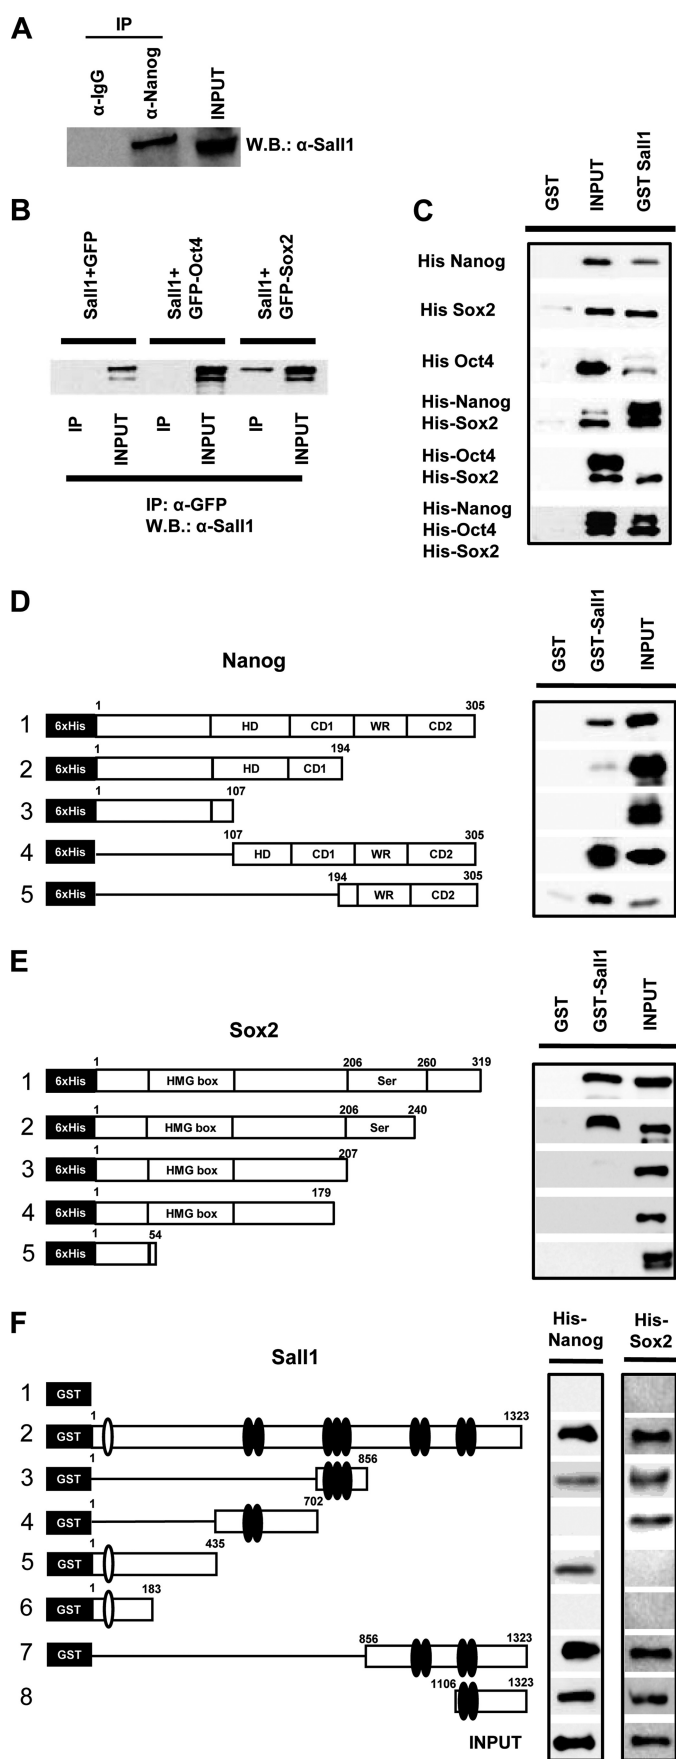 A
IP
α-IgG
α-Nanog
INPUT
W.B.: α-Sall1
B
Sall1+GFP
Sall1+
GFP-Oct4
Sall1+
GFP-Sox2
IP
INPUT
IP
INPUT
IP
INPUT
IP: α-GFP
W.B.: α-Sall1
C
GST
INPUT
GST Sall1
His Nanog
His Sox2
His Oct4
His-Nanog
His-Sox2
His-Oct4
His-Sox2
His-Nanog
His-Oct4
His-Sox2
D
Nanog
GST
GST-Sall1
INPUT
1 305
1 6xHis HD CD1 WR CD2
1 194
2 6xHis HD CD1
1 107
3 6xHis
107 305
4 6xHis HD CD1 WR CD2
194 305
5 6xHis WR CD2
E
Sox2
GST
GST-Sall1
INPUT
1 206 260 319
1 6xHis HMG box Ser
1 206 240
2 6xHis HMG box Ser
1 207
3 6xHis HMG box
1 179
4 6xHis HMG box
1 54
5 6xHis
F
Sall1
His-
Nanog
His-
Sox2
1 GST
1 1323
2 GST
1 856
3 GST
1 702
4 GST
1 435
5 GST
1 183
6 GST
856 1323
7 GST
1106 1323
8
INPUT